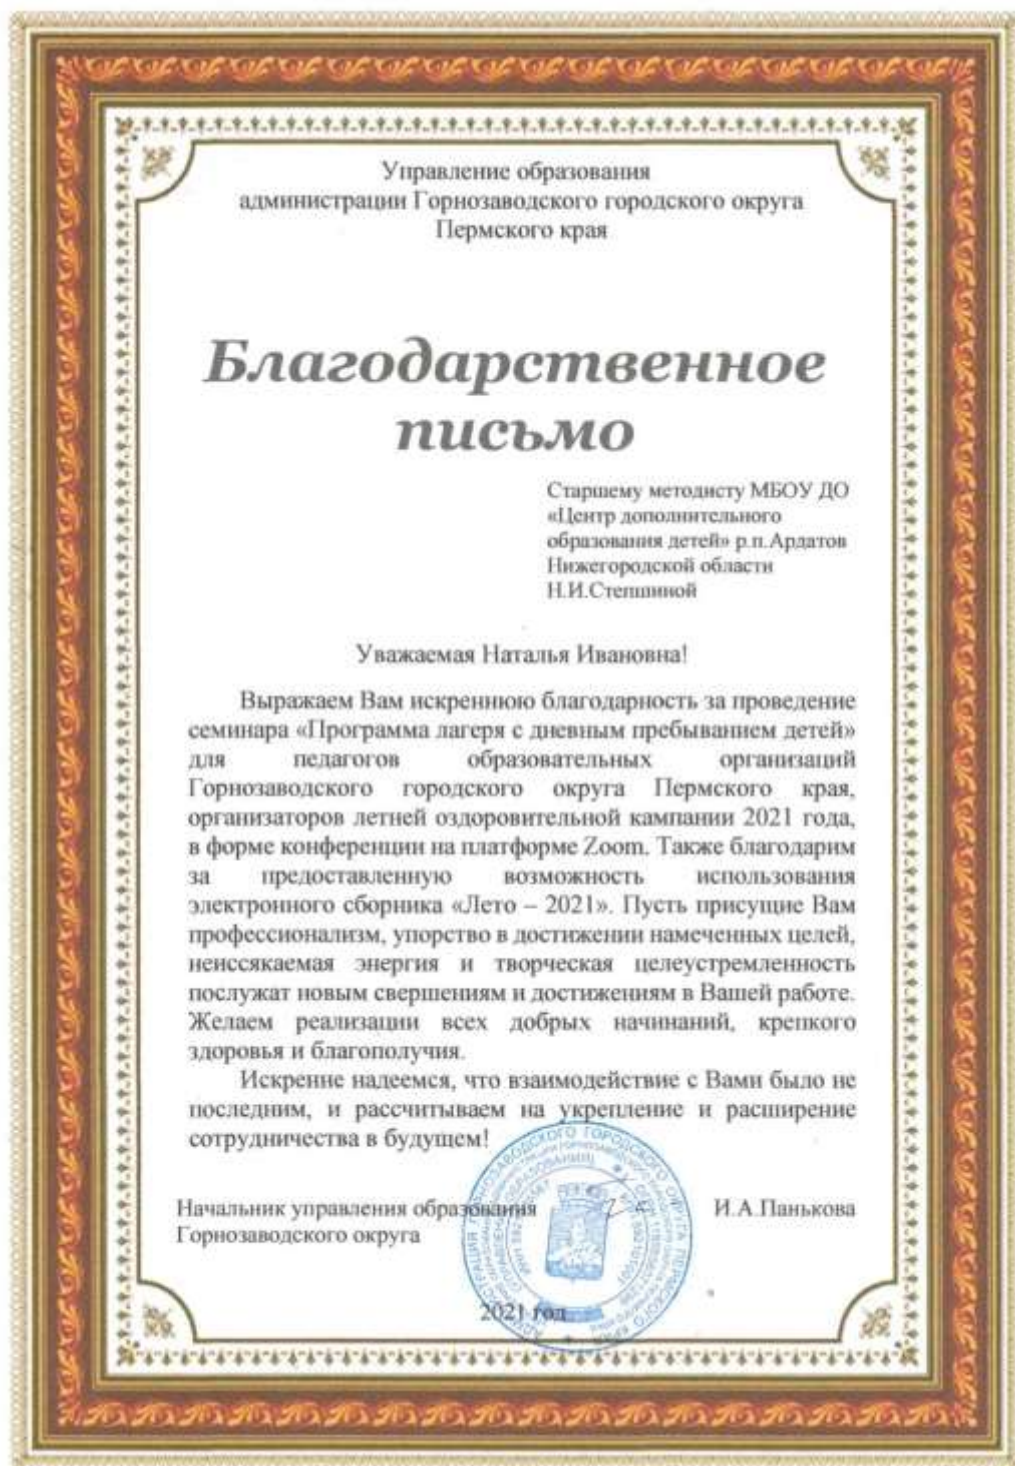 Управление образования
администрации Горнозаводского городского округа
Пермского края
Благодарственное
письмо
Старшему методисту МБОУ ДО
«Центр дополнительного
образования детей» р.п.Ардатов
Нижегородской области
Н.И.Степшиной
Уважаемая Наталья Ивановна!
Выражаем Вам искреннюю благодарность за проведение
семинара «Программа лагеря с дневным пребыванием детей»
для педагогов образовательных организаций
Горнозаводского городского округа Пермского края,
организаторов летней оздоровительной кампании 2021 года,
в форме конференции на платформе Zoom. Также благодарим
за предоставленную возможность использования
электронного сборника «Лето – 2021». Пусть присущие Вам
профессионализм, упорство в достижении намеченных целей,
неиссякаемая энергия и творческая целеустремленность
послужат новым свершениям и достижениям в Вашей работе.
Желаем реализации всех добрых начинаний, крепкого
здоровья и благополучия.
Искренне надеемся, что взаимодействие с Вами было не
последним, и рассчитываем на укрепление и расширение
сотрудничества в будущем!
Начальник управления образования
Горнозаводского округа
И.А.Панькова
2021 год